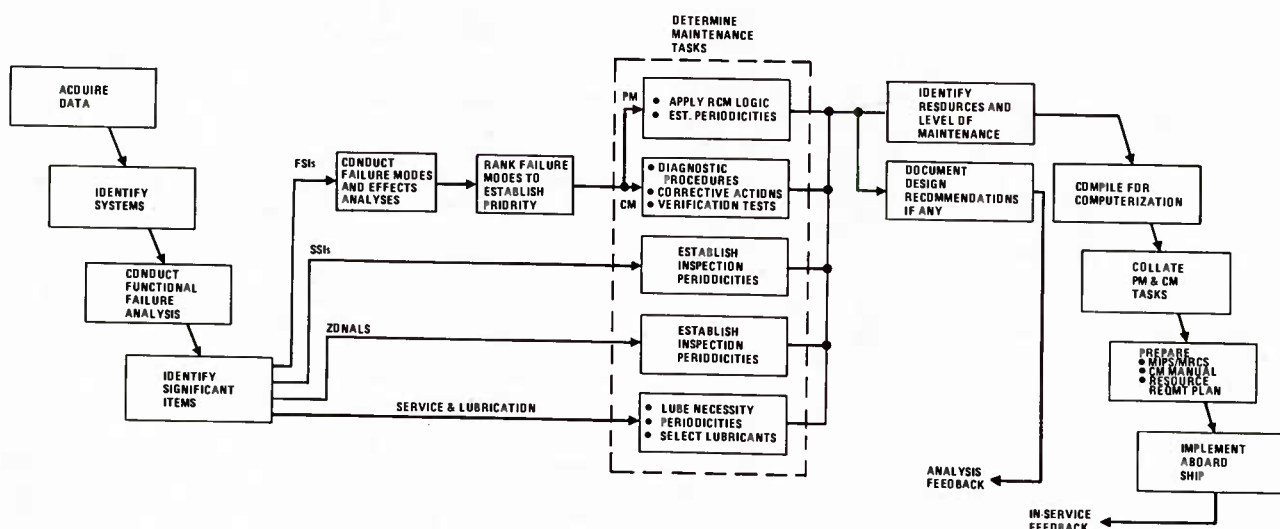 DETERMINE
MAINTENANCE
TASKS
ACQUIRE
DATA
IDENTIFY
SYSTEMS
CONDUCT
FUNCTIONAL
FAILURE
ANALYSIS
IDENTIFY
SIGNIFICANT
ITEMS
FSIs
SSIs
ZONALS
SERVICE & LUBRICATION
CONDUCT
FAILURE MODES
AND EFFECTS
ANALYSES
RANK FAILURE
MODES TO
ESTABLISH
PRIORITY
PM
CM
• APPLY RCM LOGIC
• EST. PERIODICITIES
• DIAGNOSTIC
PROCEDURES
• CORRECTIVE ACTIONS
• VERIFICATION TESTS
ESTABLISH
INSPECTION
PERIODICITIES
ESTABLISH
INSPECTION
PERIODICITIES
• LUBE NECESSITY
• PERIODICITIES
• SELECT LUBRICANTS
IDENTIFY
RESOURCES AND
LEVEL OF
MAINTENANCE
DOCUMENT
DESIGN
RECOMMENDATIONS
IF ANY
ANALYSIS
FEEDBACK
COMPILE FOR
COMPUTERIZATION
COLLATE
PM & CM
TASKS
PREPARE
• MIPS/MRCS
• CM MANUAL
• RESOURCE
REQMT PLAN
IMPLEMENT
ABOARD
SHIP
IN-SERVICE
FEEDBACK